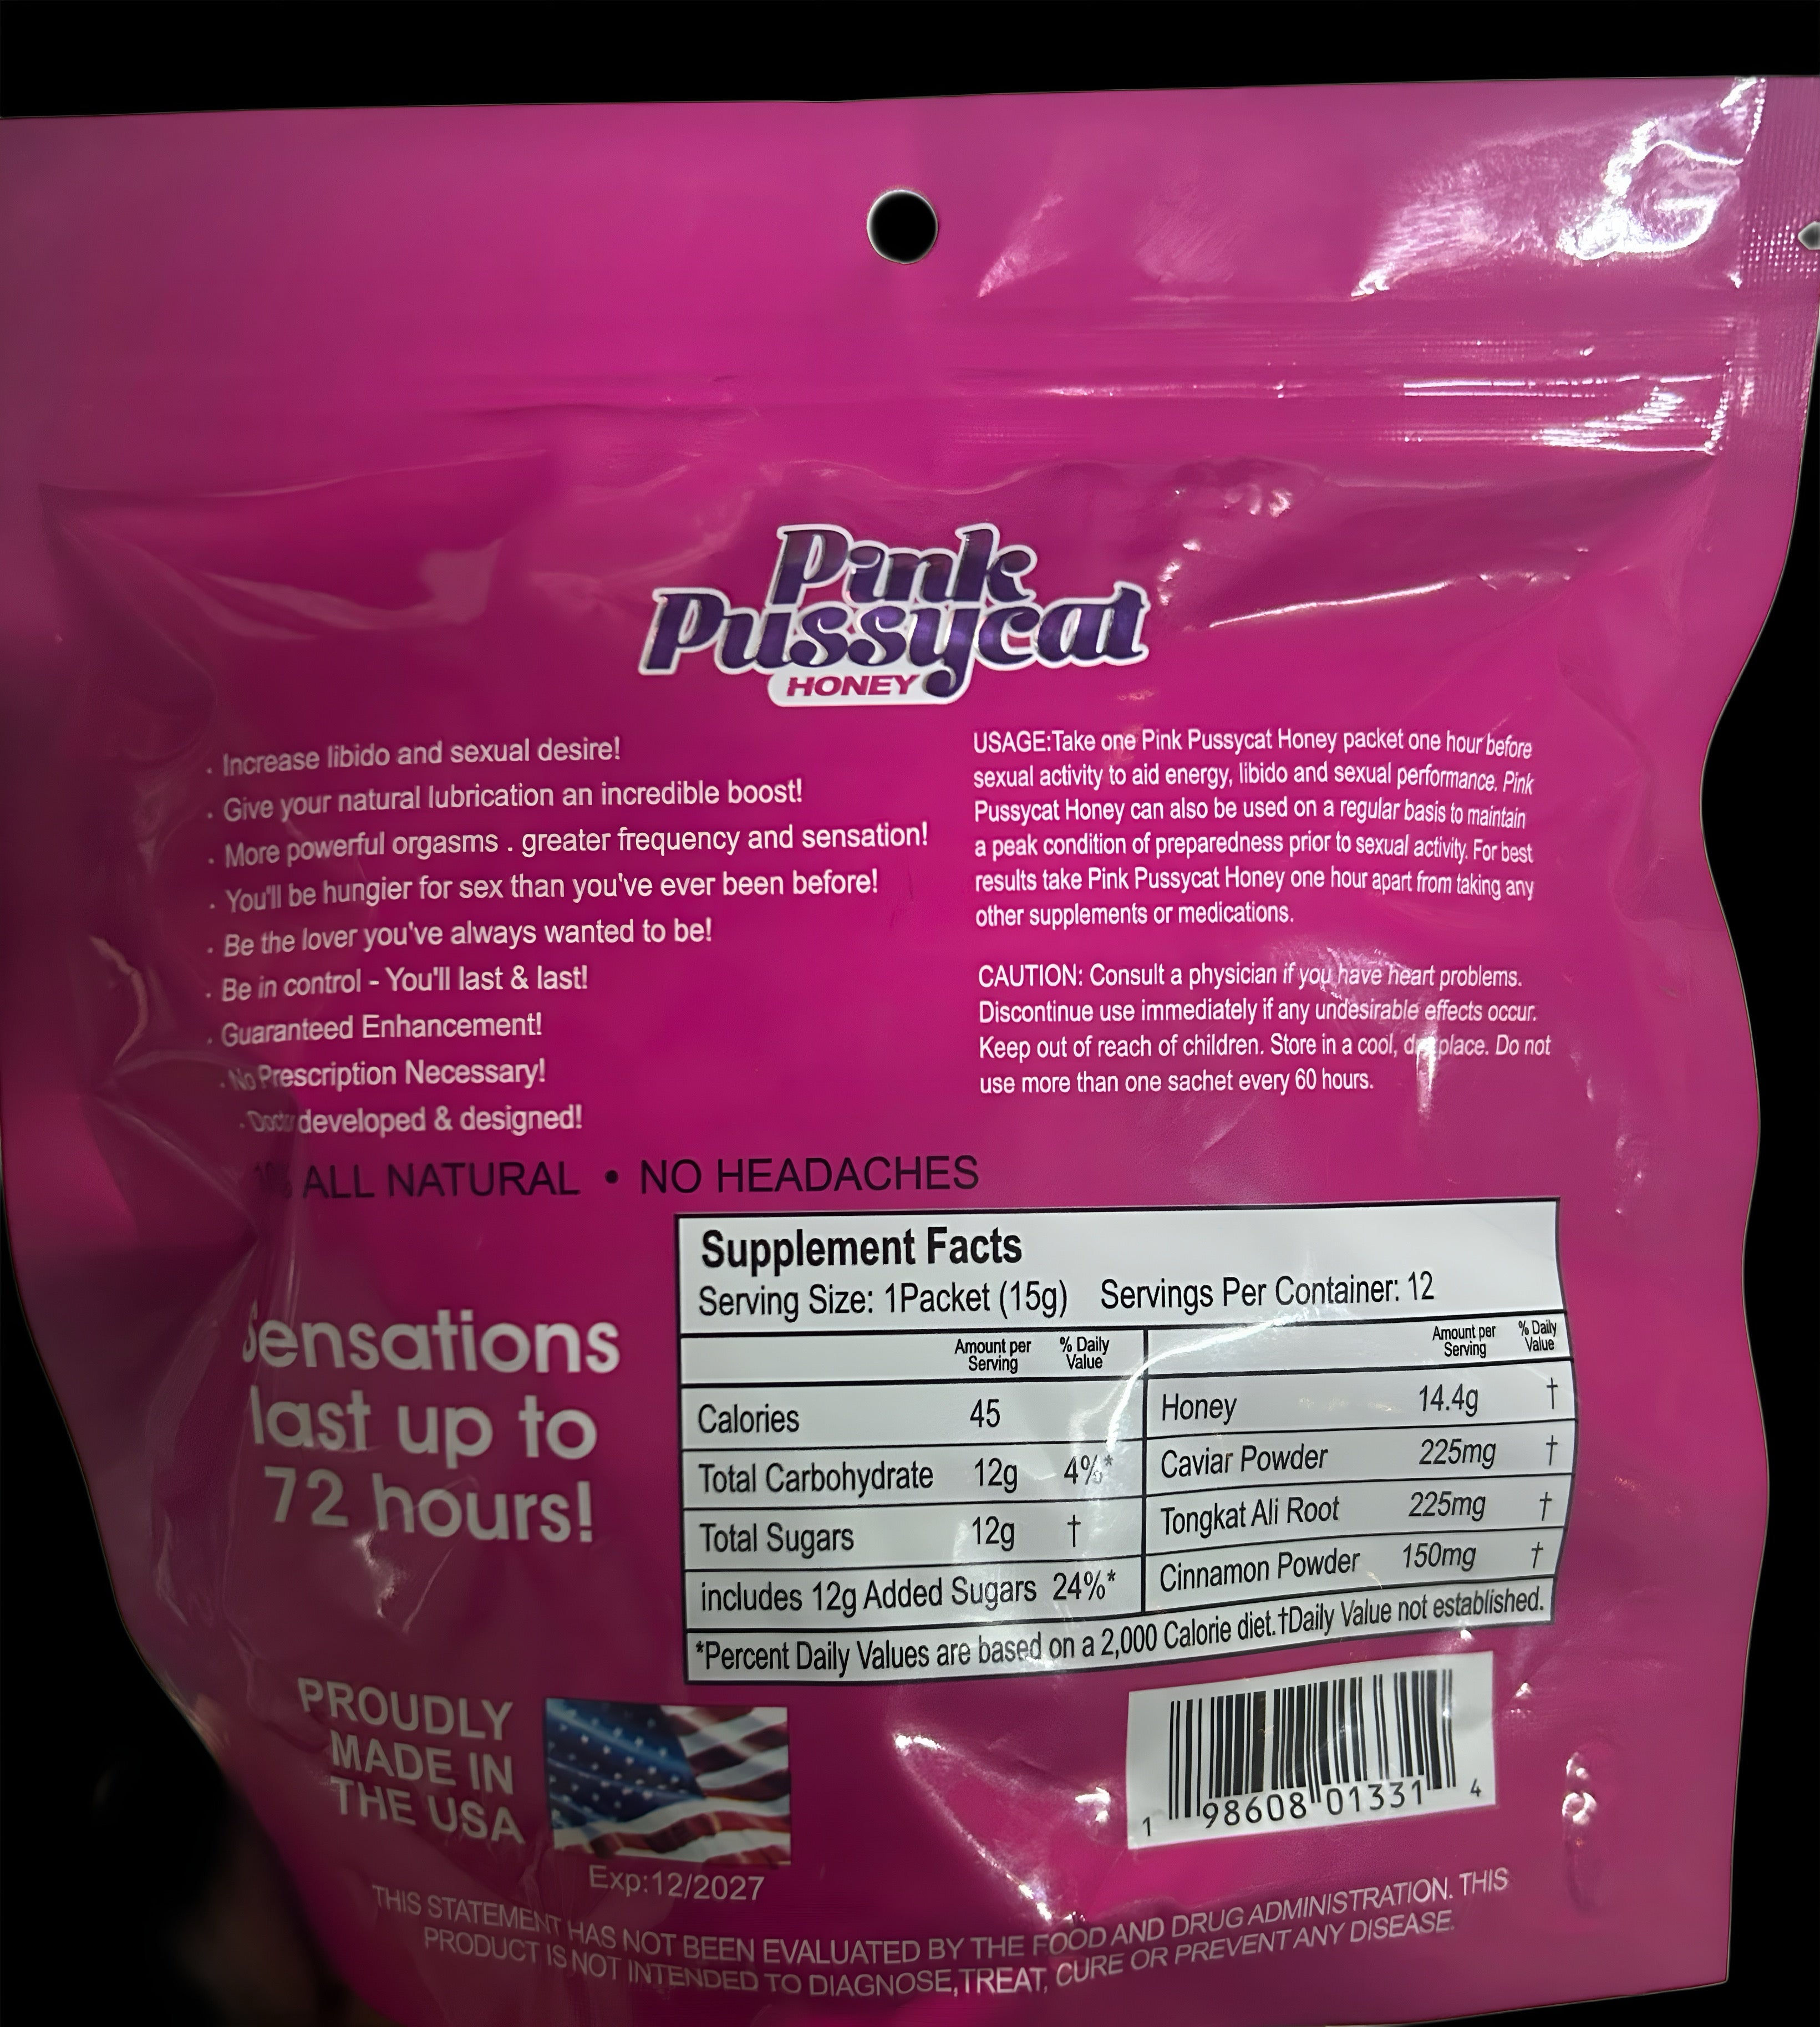 Pink
Pussycat
HONEY
. Increase libido and sexual desire!
. Give your natural lubrication an incredible boost!
. More powerful orgasms . greater frequency and sensation!
. You'll be hungier for sex than you've ever been before!
. Be the lover you've always wanted to be!
. Be in control - You'll last & last!
. Guaranteed Enhancement!
. No Prescription Necessary!
. developed & designed!
ALL NATURAL • NO HEADACHES
USAGE:Take one Pink Pussycat Honey packet one hour before
sexual activity to aid energy, libido and sexual performance. Pink
Pussycat Honey can also be used on a regular basis to maintain
a peak condition of preparedness prior to sexual activity. For best
results take Pink Pussycat Honey one hour apart from taking any
other supplements or medications.
CAUTION: Consult a physician if you have heart problems.
Discontinue use immediately if any undesirable effects occur.
Keep out of reach of children. Store in a cool, dry place. Do not
use more than one sachet every 60 hours.
Sensations
last up to
72 hours!
Supplement Facts
Serving Size: 1Packet (15g) Servings Per Container: 12
Amount per Serving % Daily Value
Calories 45
Total Carbohydrate 12g 4%*
Total Sugars 12g †
includes 12g Added Sugars 24%*
Amount per Serving % Daily Value
Honey 14.4g †
Caviar Powder 225mg †
Tongkat Ali Root 225mg †
Cinnamon Powder 150mg †
*Percent Daily Values are based on a 2,000 Calorie diet.†Daily Value not established.
PROUDLY
MADE IN
THE USA
Exp:12/2027
1 98608 01331 4
THIS STATEMENT HAS NOT BEEN EVALUATED BY THE FOOD AND DRUG ADMINISTRATION. THIS
PRODUCT IS NOT INTENDED TO DIAGNOSE,TREAT, CURE OR PREVENT ANY DISEASE.